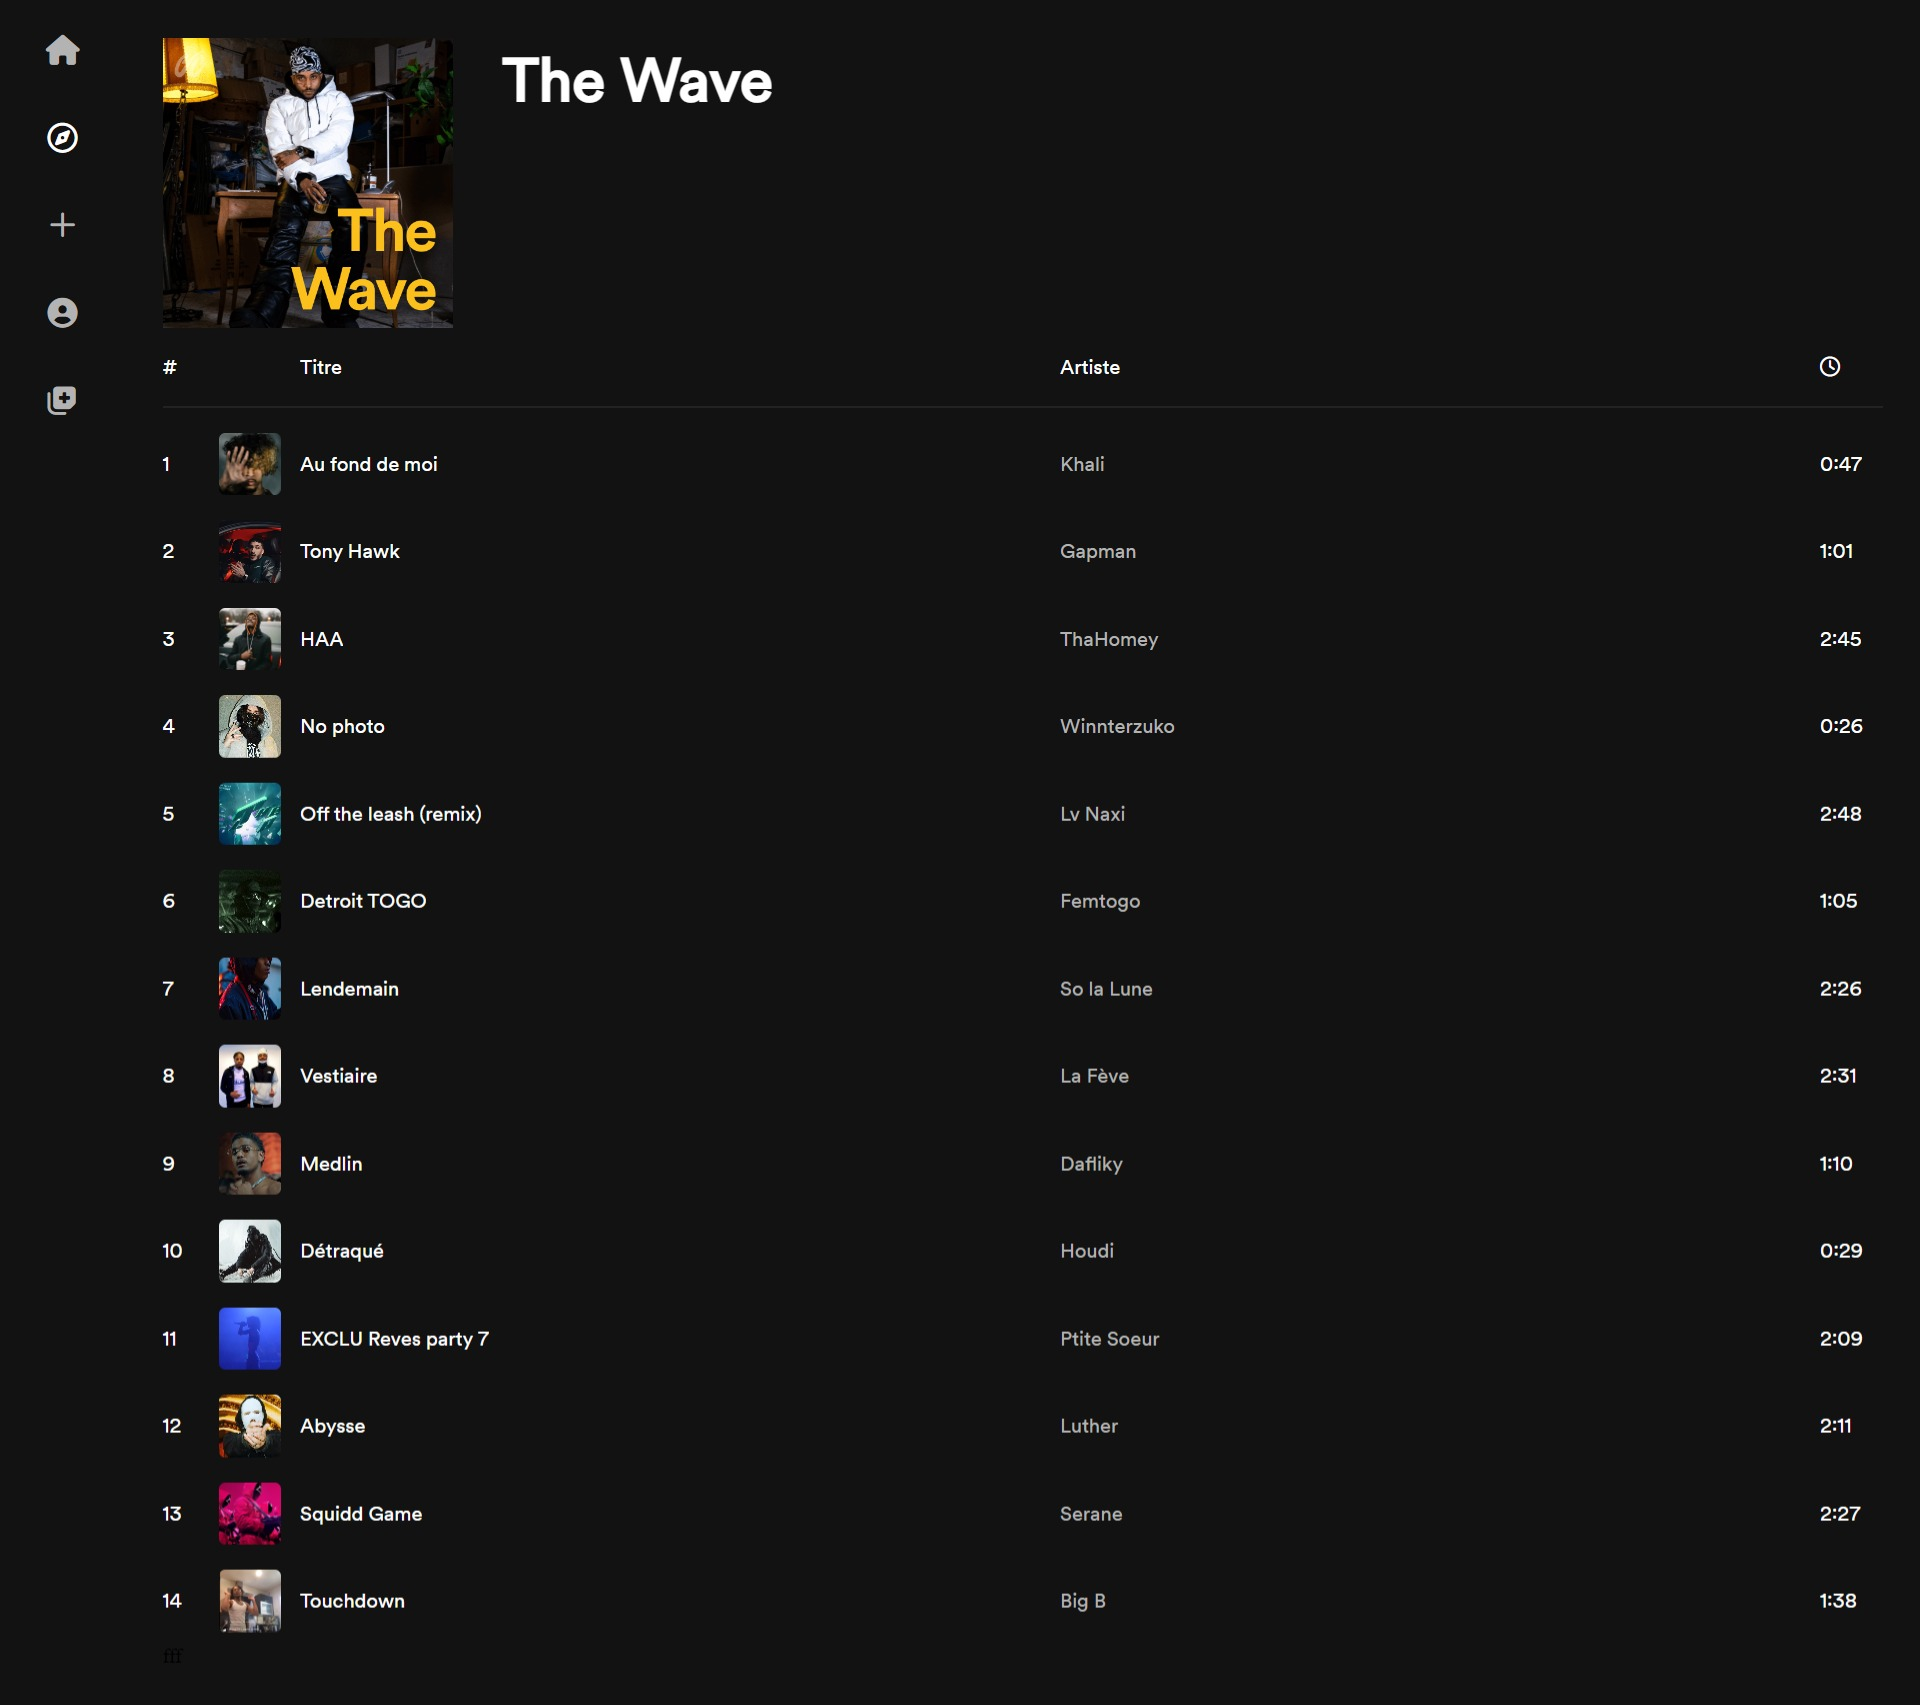 The Wave
The
Wave
# Titre Artiste
1 Au fond de moi Khali 0:47
2 Tony Hawk Gapman 1:01
3 HAA ThaHomey 2:45
4 No photo Winnterzuko 0:26
5 Off the leash (remix) Lv Naxi 2:48
6 Detroit TOGO Femtogo 1:05
7 Lendemain So la Lune 2:26
8 Vestiaire La Fève 2:31
9 Medlin Dafliky 1:10
10 Détraqué Houdi 0:29
11 EXCLU Reves party 7 Ptite Soeur 2:09
12 Abysse Luther 2:11
13 Squidd Game Serane 2:27
14 Touchdown Big B 1:38
fff